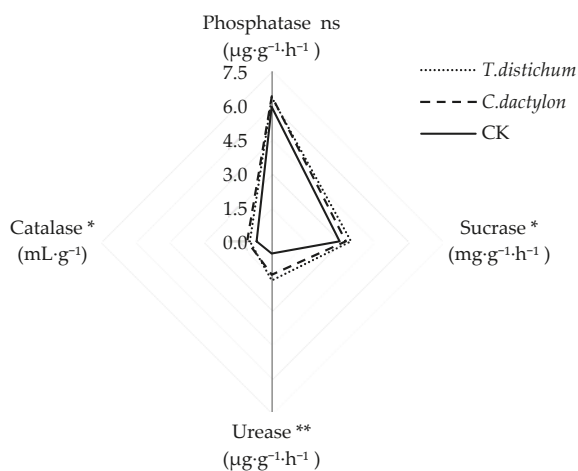 Phosphatase ns
(μg·g⁻¹·h⁻¹ )
7.5
6.0
4.5
3.0
1.5
0.0
T.distichum
C.dactylon
CK
Catalase *
(mL·g⁻¹)
Sucrase *
(mg·g⁻¹·h⁻¹ )
Urease **
(μg·g⁻¹·h⁻¹ )